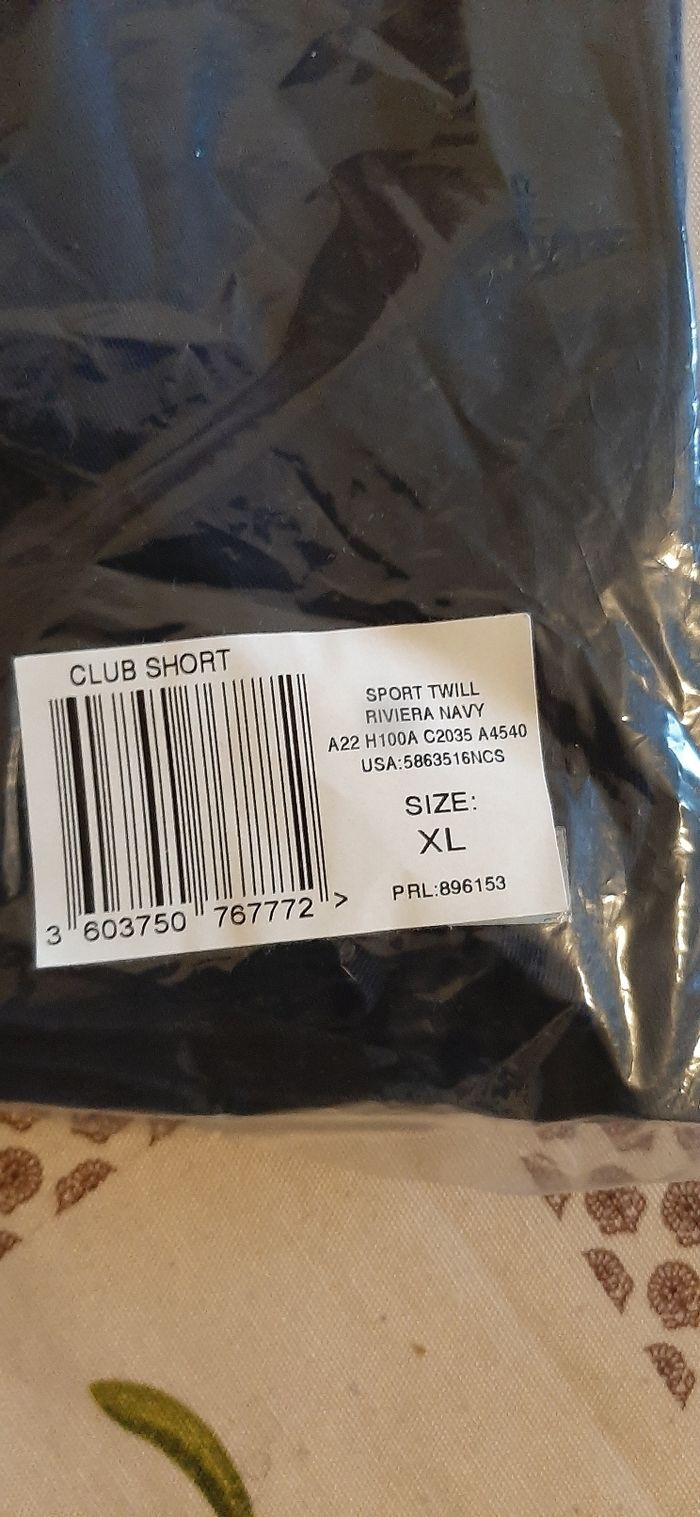 CLUB SHORT
SPORT TWILL
RIVIERA NAVY
A22 H100A C2035 A4540
USA:5863516NCS
SIZE:
XL
PRL:896153
3 603750 767772 >